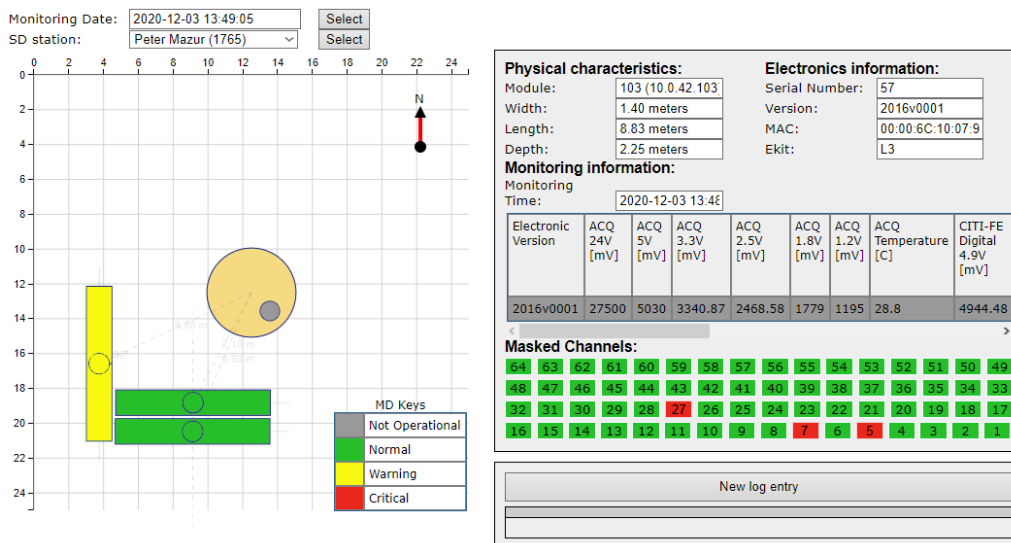 Monitoring Date: 2020-12-03 13:49:05 Select
SD station: Peter Mazur (1765) Select
0 2 4 6 8 10 12 14 16 18 20 22 24
0
2
4
6
8
10
12
14
16
18
20
22
24
N
9.60 m
2.10 m
6.60 m
MD Keys
Not Operational
Normal
Warning
Critical
Physical characteristics: Electronics information:
Module: 103 (10.0.42.103) Serial Number: 57
Width: 1.40 meters Version: 2016v0001
Length: 8.83 meters MAC: 00:00:6C:10:07:9
Depth: 2.25 meters Ekit: L3
Monitoring information:
Monitoring
Time: 2020-12-03 13:48
Electronic Version ACQ 24V [mV] ACQ 5V [mV] ACQ 3.3V [mV] ACQ 2.5V [mV] ACQ 1.8V [mV] ACQ 1.2V [mV] ACQ Temperature [C] CITI-FE Digital 4.9V [mV]
2016v0001 27500 5030 3340.87 2468.58 1779 1195 28.8 4944.48
Masked Channels:
64 63 62 61 60 59 58 57 56 55 54 53 52 51 50 49
48 47 46 45 44 43 42 41 40 39 38 37 36 35 34 33
32 31 30 29 28 27 26 25 24 23 22 21 20 19 18 17
16 15 14 13 12 11 10 9 8 7 6 5 4 3 2 1
New log entry